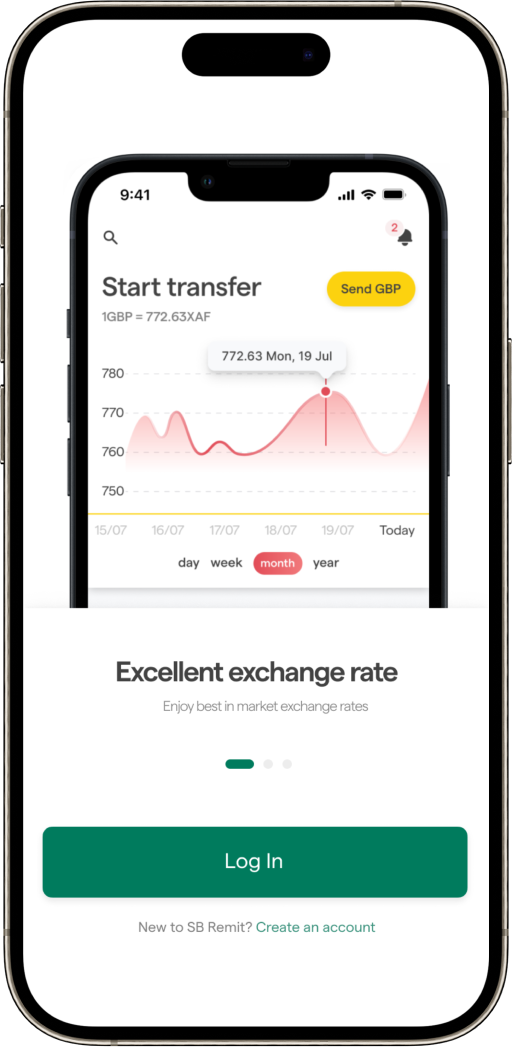 9:41
2
Start transfer
Send GBP
1GBP = 772.63XAF
772.63 Mon, 19 Jul
780
770
760
750
15/07 16/07 17/07 18/07 19/07 Today
day week month year
Excellent exchange rate
Enjoy best in market exchange rates
Log In
New to SB Remit? Create an account